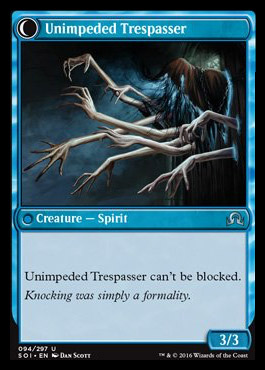 Unimpeded Trespasser
Creature — Spirit
Unimpeded Trespasser can't be blocked.
Knocking was simply a formality.
3/3
094/297 U
SOI • EN DAN SCOTT
™ & © 2016 Wizards of the Coast